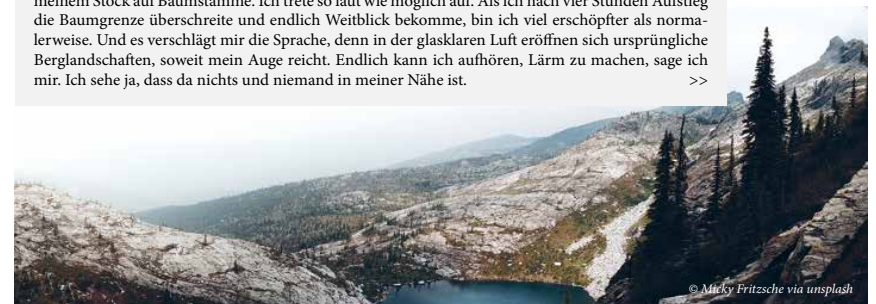 meinem Stock auf Baumstämme. Ich trete so laut wie möglich auf. Als ich nach vier Stunden Aufstieg
die Baumgrenze überschreite und endlich Weitblick bekomme, bin ich viel erschöpfter als norma-
lerweise. Und es verschlägt mir die Sprache, denn in der glasklaren Luft eröffnen sich ursprüngliche
Berglandschaften, soweit mein Auge reicht. Endlich kann ich aufhören, Lärm zu machen, sage ich
mir. Ich sehe ja, dass da nichts und niemand in meiner Nähe ist. >>
© Micky Fritzsche via unsplash